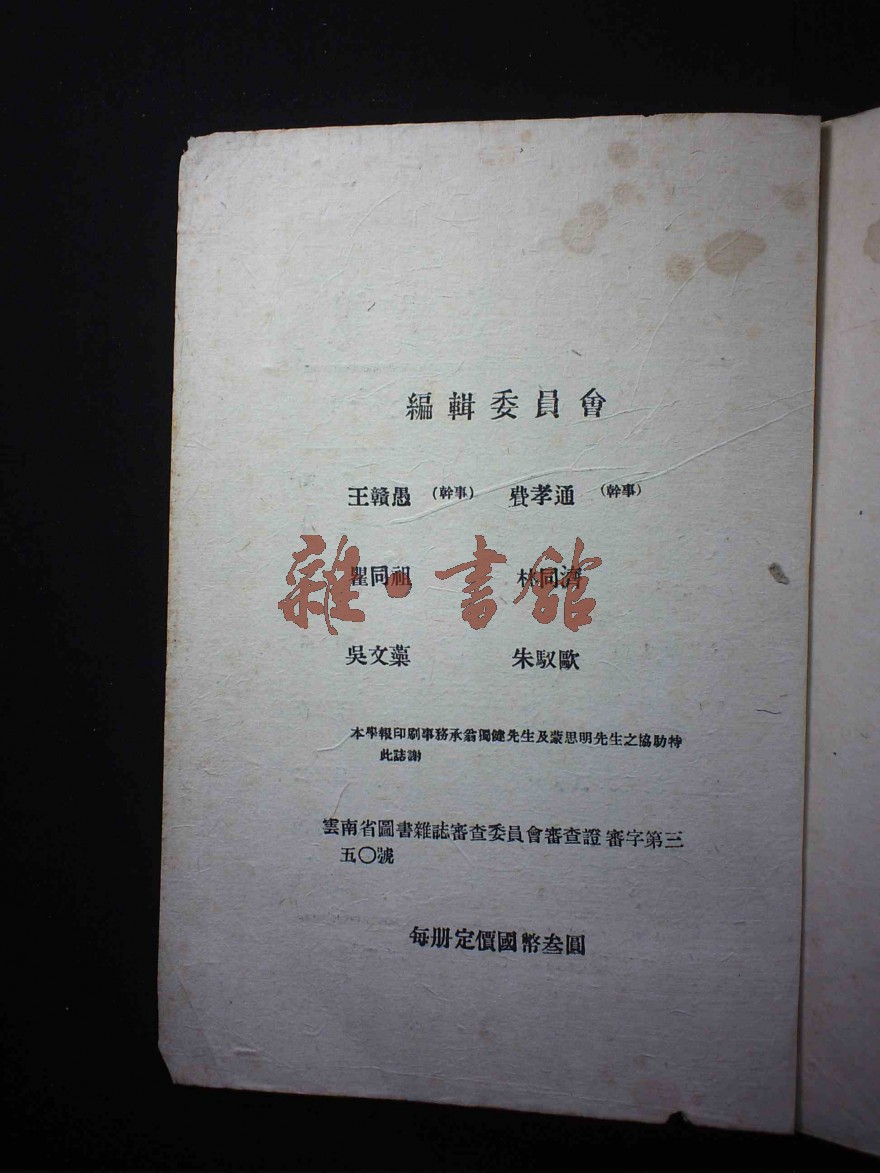 編輯委員會
王贛愚 (幹事) 費孝通 (幹事)
瞿同祖 林同濟
雜·書館
吳文藻 朱馭歐
本學報印刷事務承翁獨健先生及蒙思明先生之協助特
此誌謝
雲南省圖書雜誌審查委員會審查證審字第三
五〇號
每册定價國幣叁圓